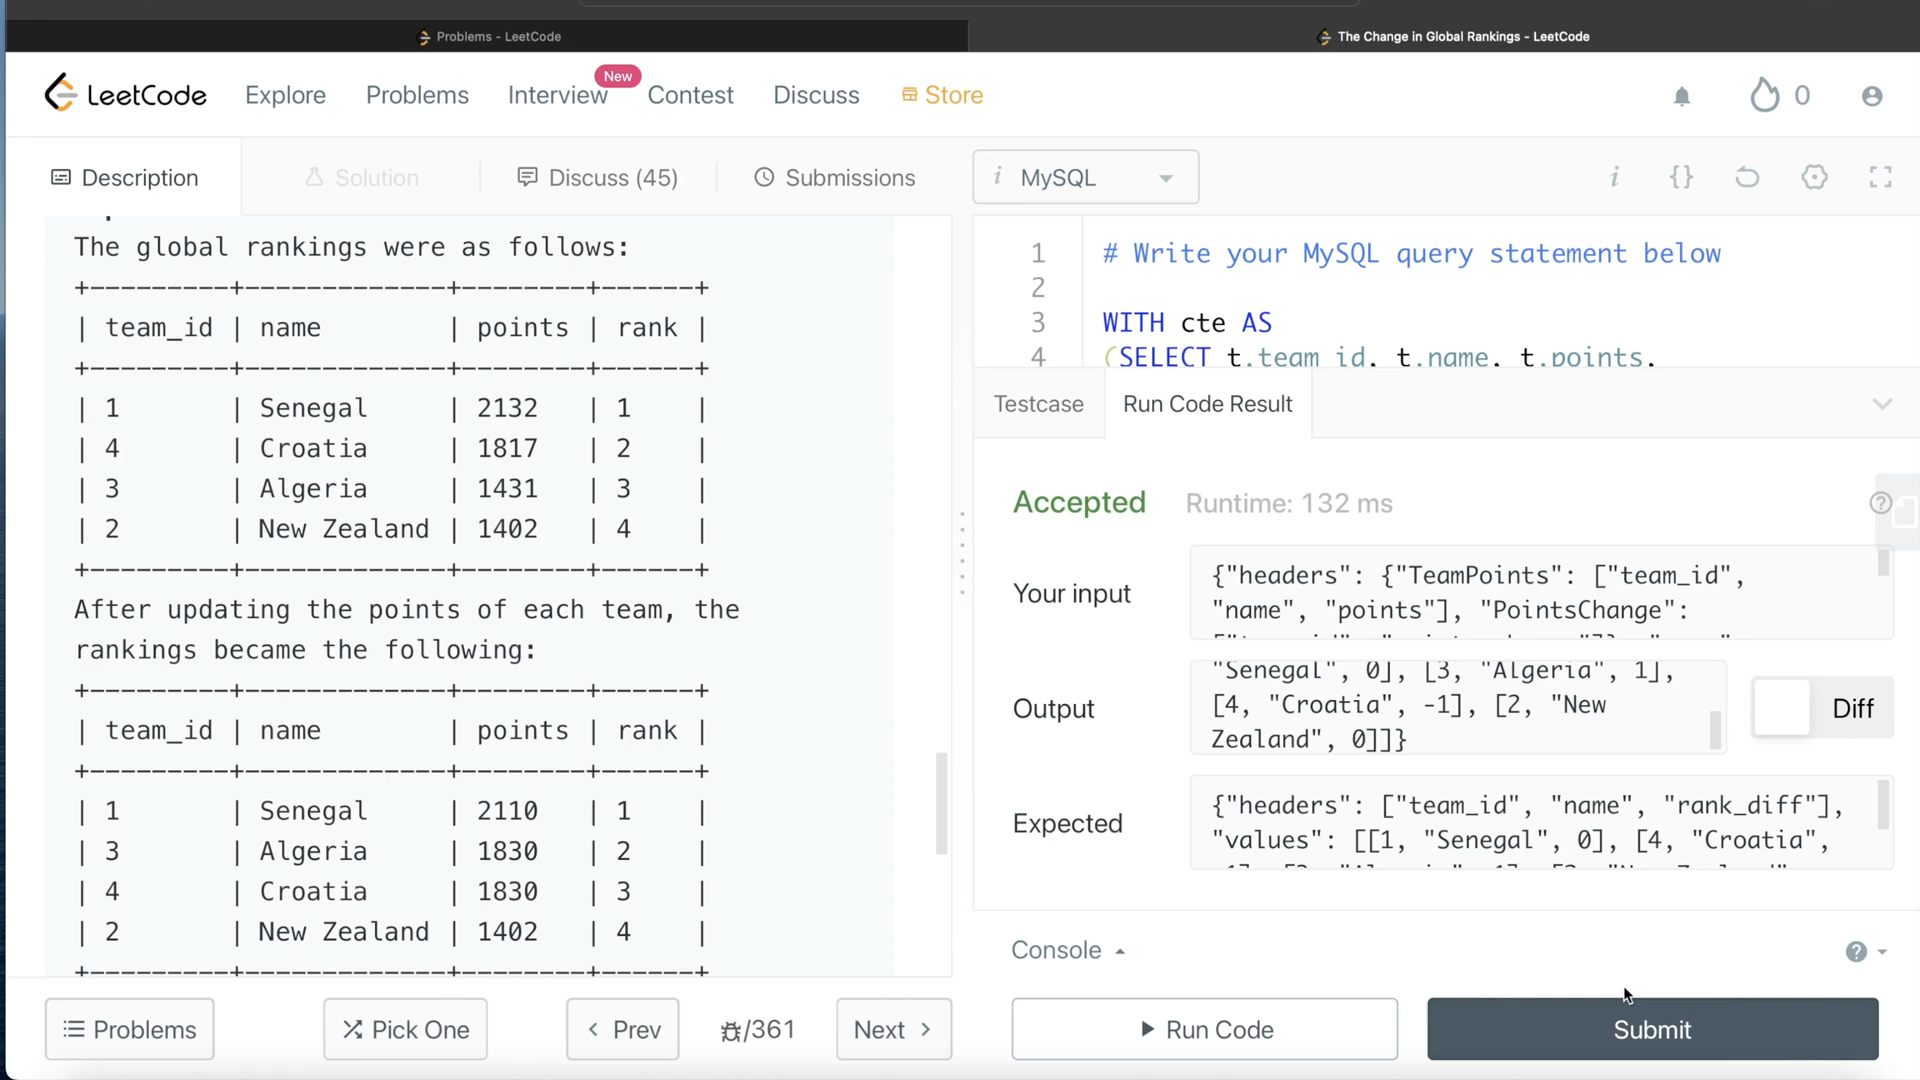 Problems - LeetCode
The Change in Global Rankings - LeetCode
LeetCode Explore Problems Interview New Contest Discuss Store 0
Description Solution Discuss (45) Submissions
The global rankings were as follows:
+---------+-------------+--------+------+
| team_id | name        | points | rank |
+---------+-------------+--------+------+
| 1       | Senegal     | 2132   | 1    |
| 4       | Croatia     | 1817   | 2    |
| 3       | Algeria     | 1431   | 3    |
| 2       | New Zealand | 1402   | 4    |
+---------+-------------+--------+------+
After updating the points of each team, the
rankings became the following:
+---------+-------------+--------+------+
| team_id | name        | points | rank |
+---------+-------------+--------+------+
| 1       | Senegal     | 2110   | 1    |
| 3       | Algeria     | 1830   | 2    |
| 4       | Croatia     | 1830   | 3    |
| 2       | New Zealand | 1402   | 4    |
+---------+-------------+--------+------+
Problems Pick One < Prev /361 Next >
i MySQL i {}
1 # Write your MySQL query statement below
2
3 WITH cte AS
4 (SELECT t.team_id, t.name, t.points,
Testcase Run Code Result
Accepted Runtime: 132 ms ?
Your input
{"headers": {"TeamPoints": ["team_id",
"name", "points"], "PointsChange":
Output
"Senegal", 0], [3, "Algeria", 1],
[4, "Croatia", -1], [2, "New
Zealand", 0]]}
Diff
Expected
{"headers": ["team_id", "name", "rank_diff"],
"values": [[1, "Senegal", 0], [4, "Croatia",
Console ?
Run Code Submit